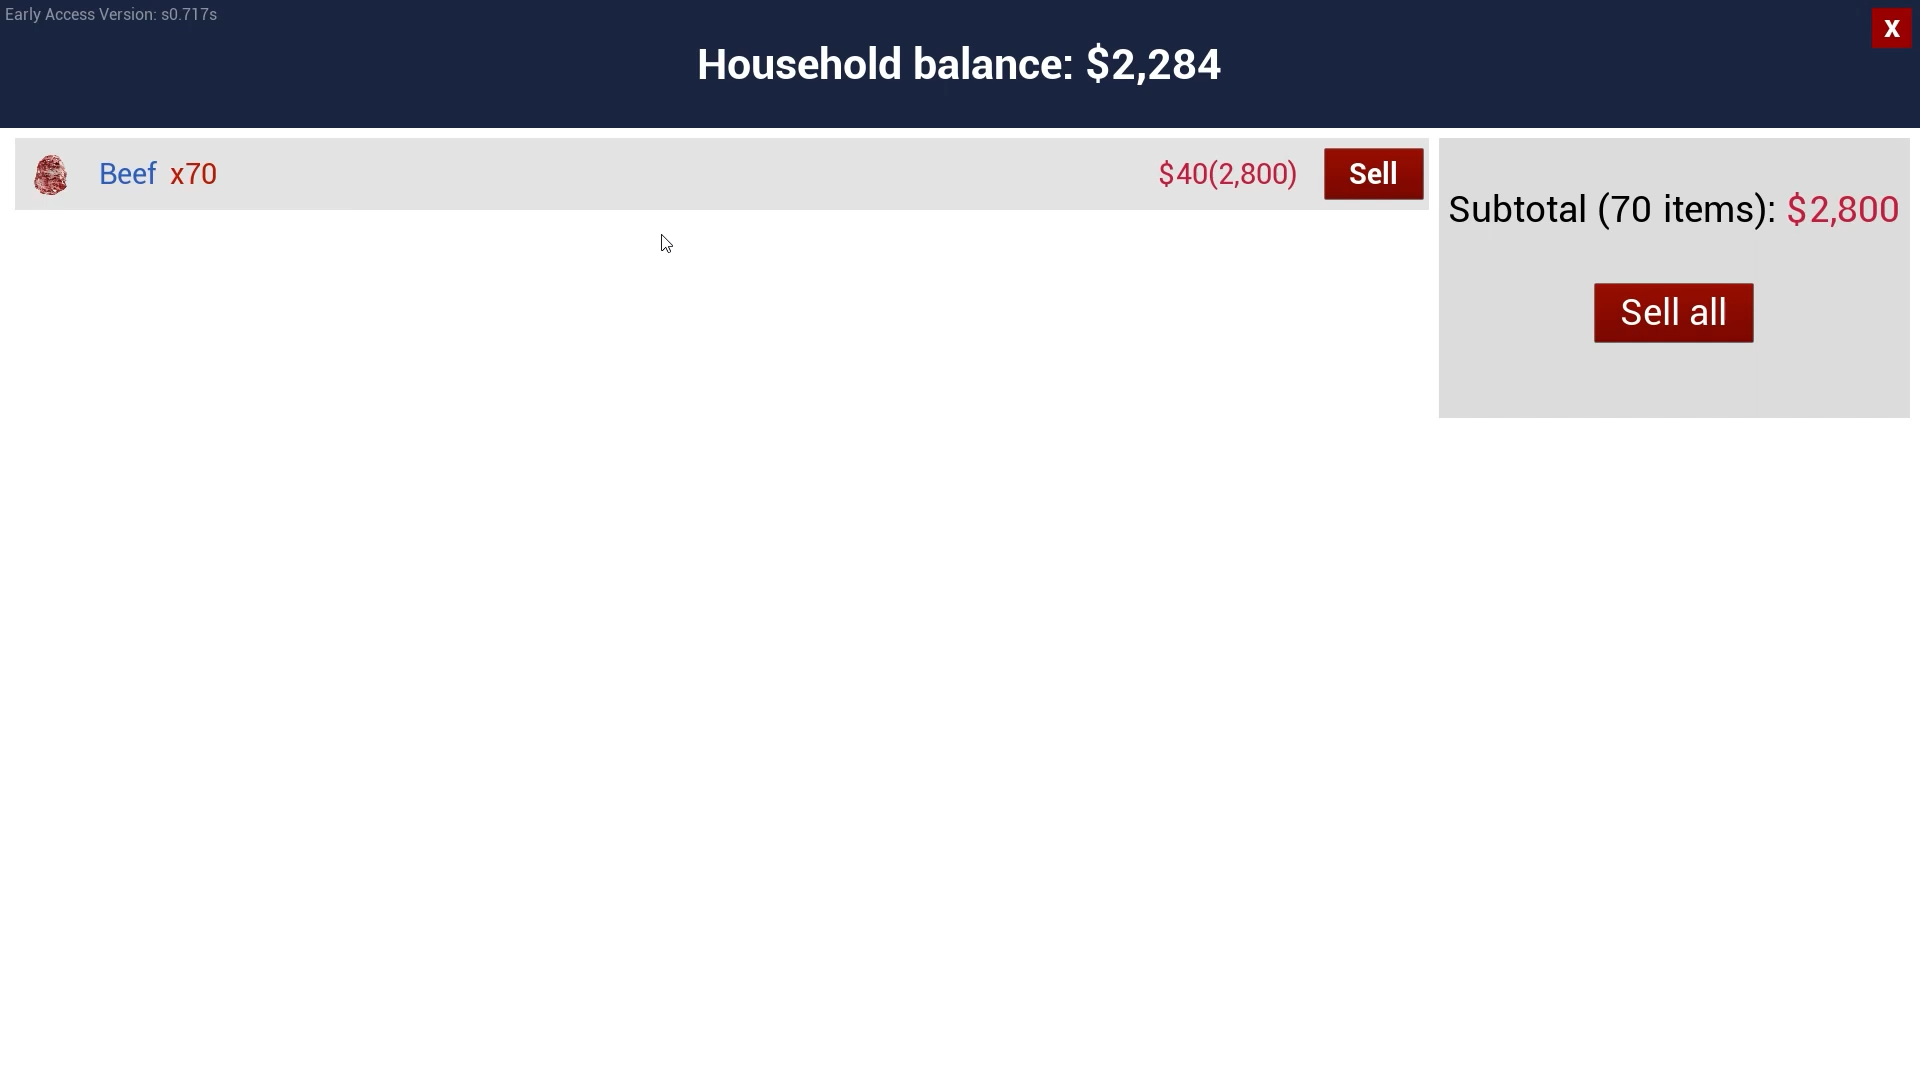 Early Access Version: s0.717s
X
Household balance: $2,284
Beef x70 $40(2,800) Sell
Subtotal (70 items): $2,800
Sell all